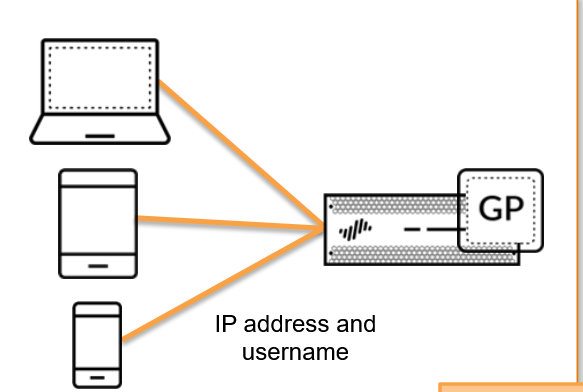 GP
IP address and
username